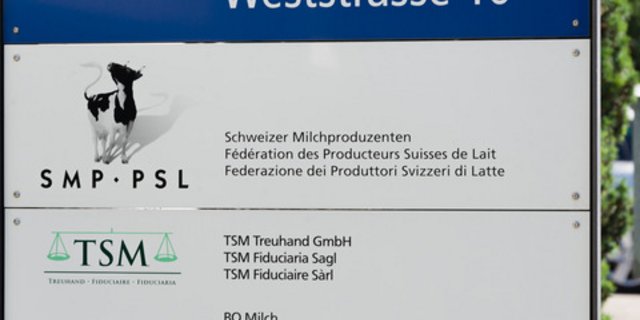 Weststrasse 10
SMP·PSL
Schweizer Milchproduzenten
Fédération des Producteurs Suisses de Lait
Federazione dei Produttori Svizzeri di Latte
TSM
TREUHAND · FIDUCIAIRE · FIDUCIARIA
TSM Treuhand GmbH
TSM Fiduciaria Sagl
TSM Fiduciaire Sàrl
BO Milch